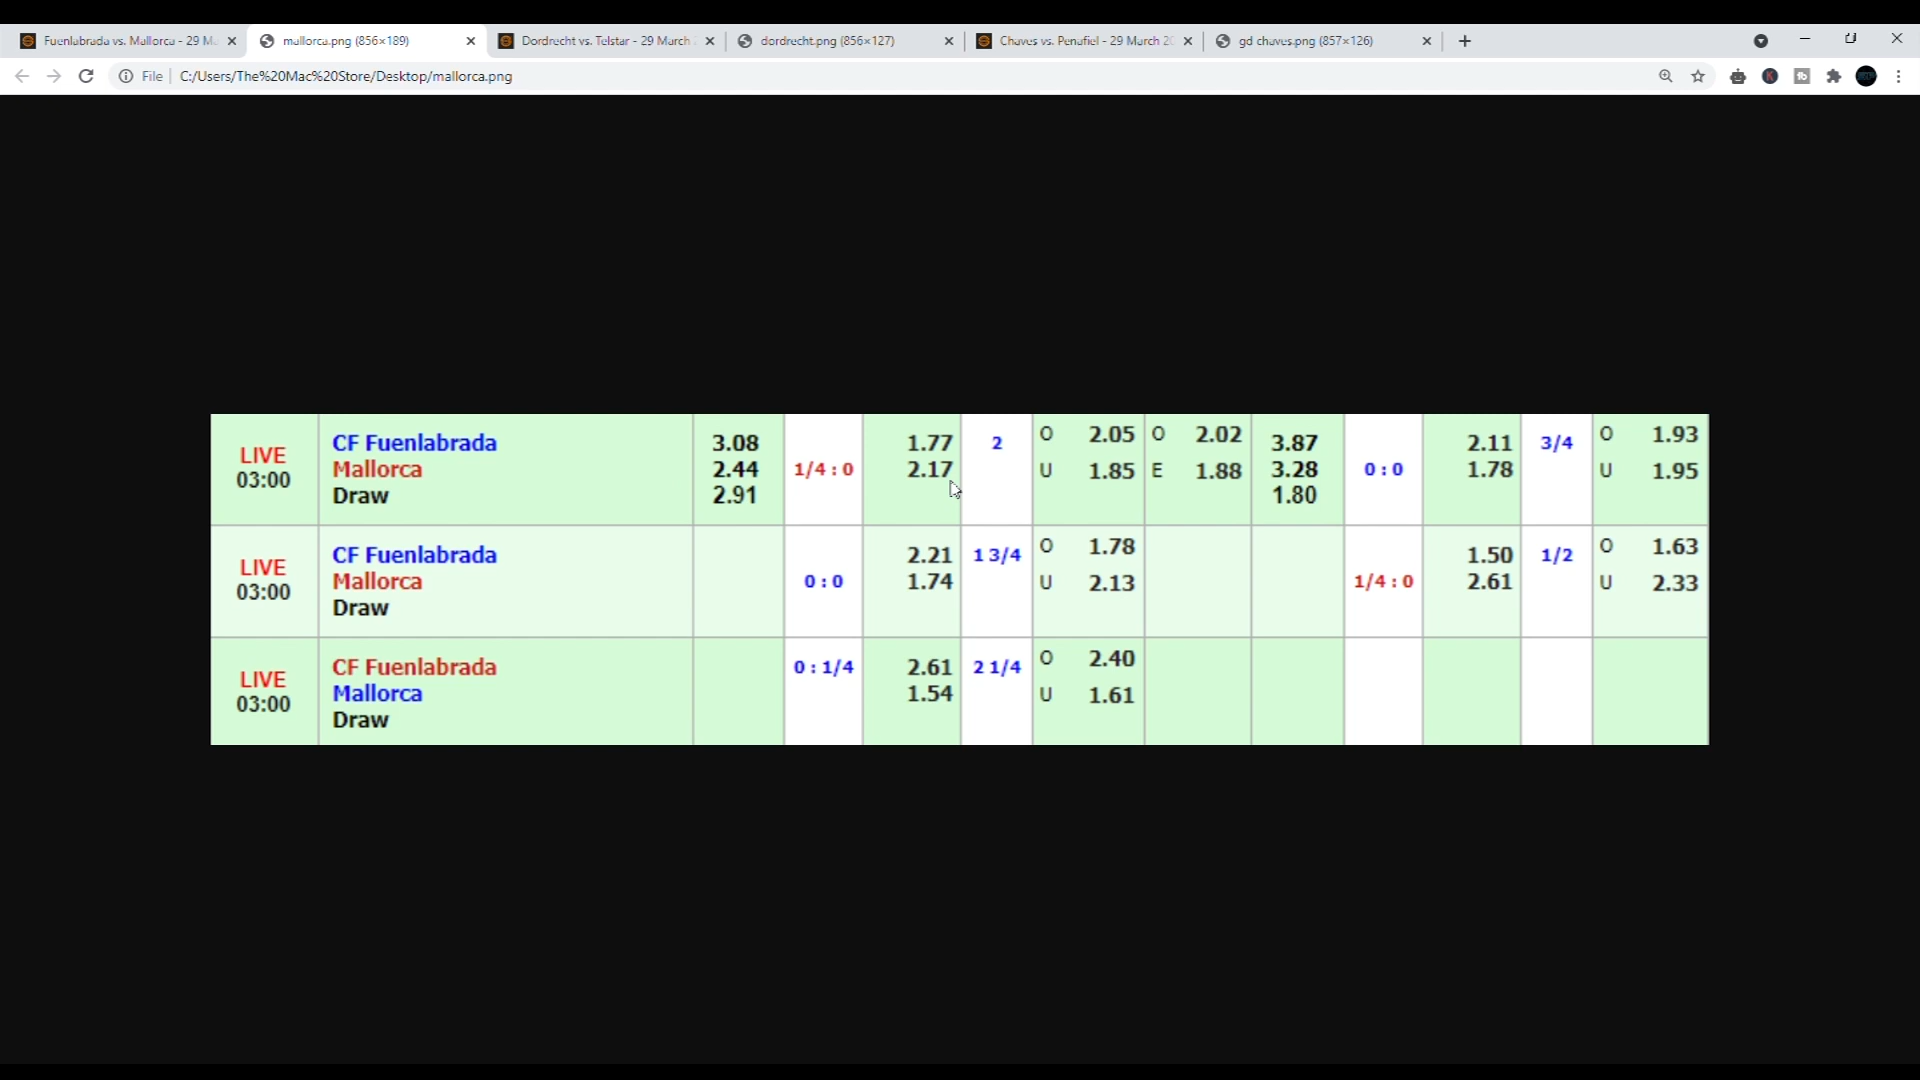 Fuenlabrada vs. Mallorca - 29 M
mallorca.png (856×189)
Dordrecht vs. Telstar - 29 March
dordrecht.png (856×127)
Chaves vs. Penafiel - 29 March 20
gd chaves.png (857×126)
File C:/Users/The%20Mac%20Store/Desktop/mallorca.png
LIVE
03:00
CF Fuenlabrada
Mallorca
Draw
3.08
2.44
2.91
1/4 : 0
1.77
2.17
2
O 2.05
U 1.85
O 2.02
E 1.88
3.87
3.28
1.80
0 : 0
2.11
1.78
3/4
O 1.93
U 1.95
LIVE
03:00
CF Fuenlabrada
Mallorca
Draw
0 : 0
2.21
1.74
1 3/4
O 1.78
U 2.13
1/4 : 0
1.50
2.61
1/2
O 1.63
U 2.33
LIVE
03:00
CF Fuenlabrada
Mallorca
Draw
0 : 1/4
2.61
1.54
2 1/4
O 2.40
U 1.61